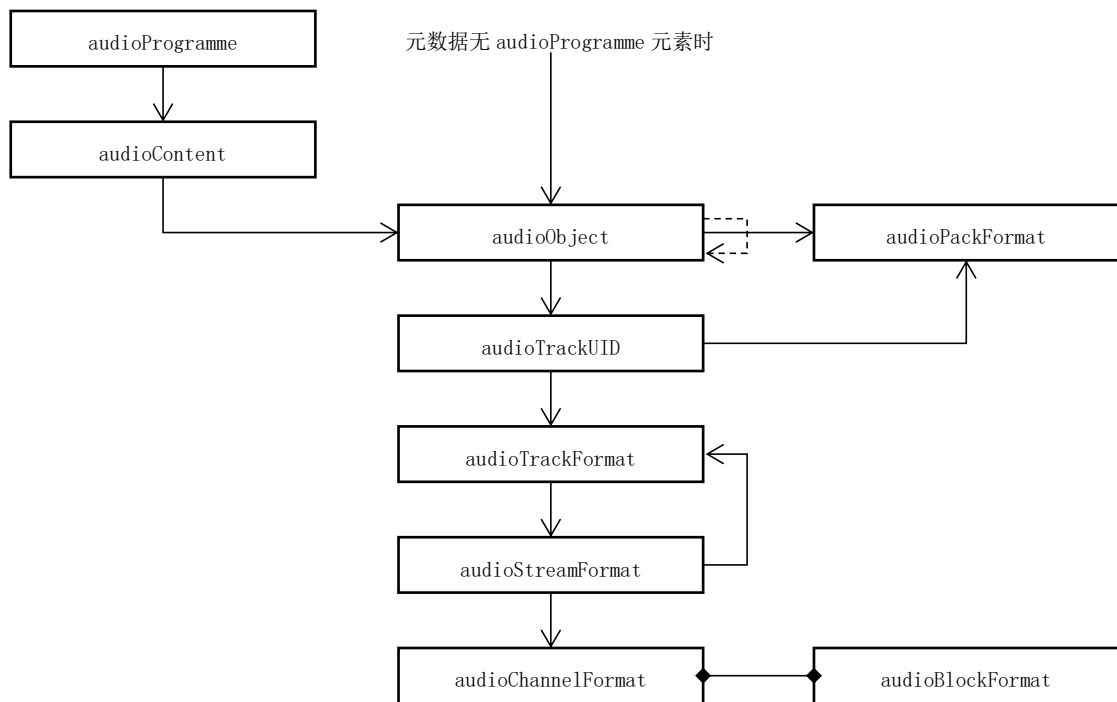 audioProgramme
元数据无 audioProgramme 元素时
audioContent
audioObject
audioPackFormat
audioTrackUID
audioTrackFormat
audioStreamFormat
audioChannelFormat
audioBlockFormat